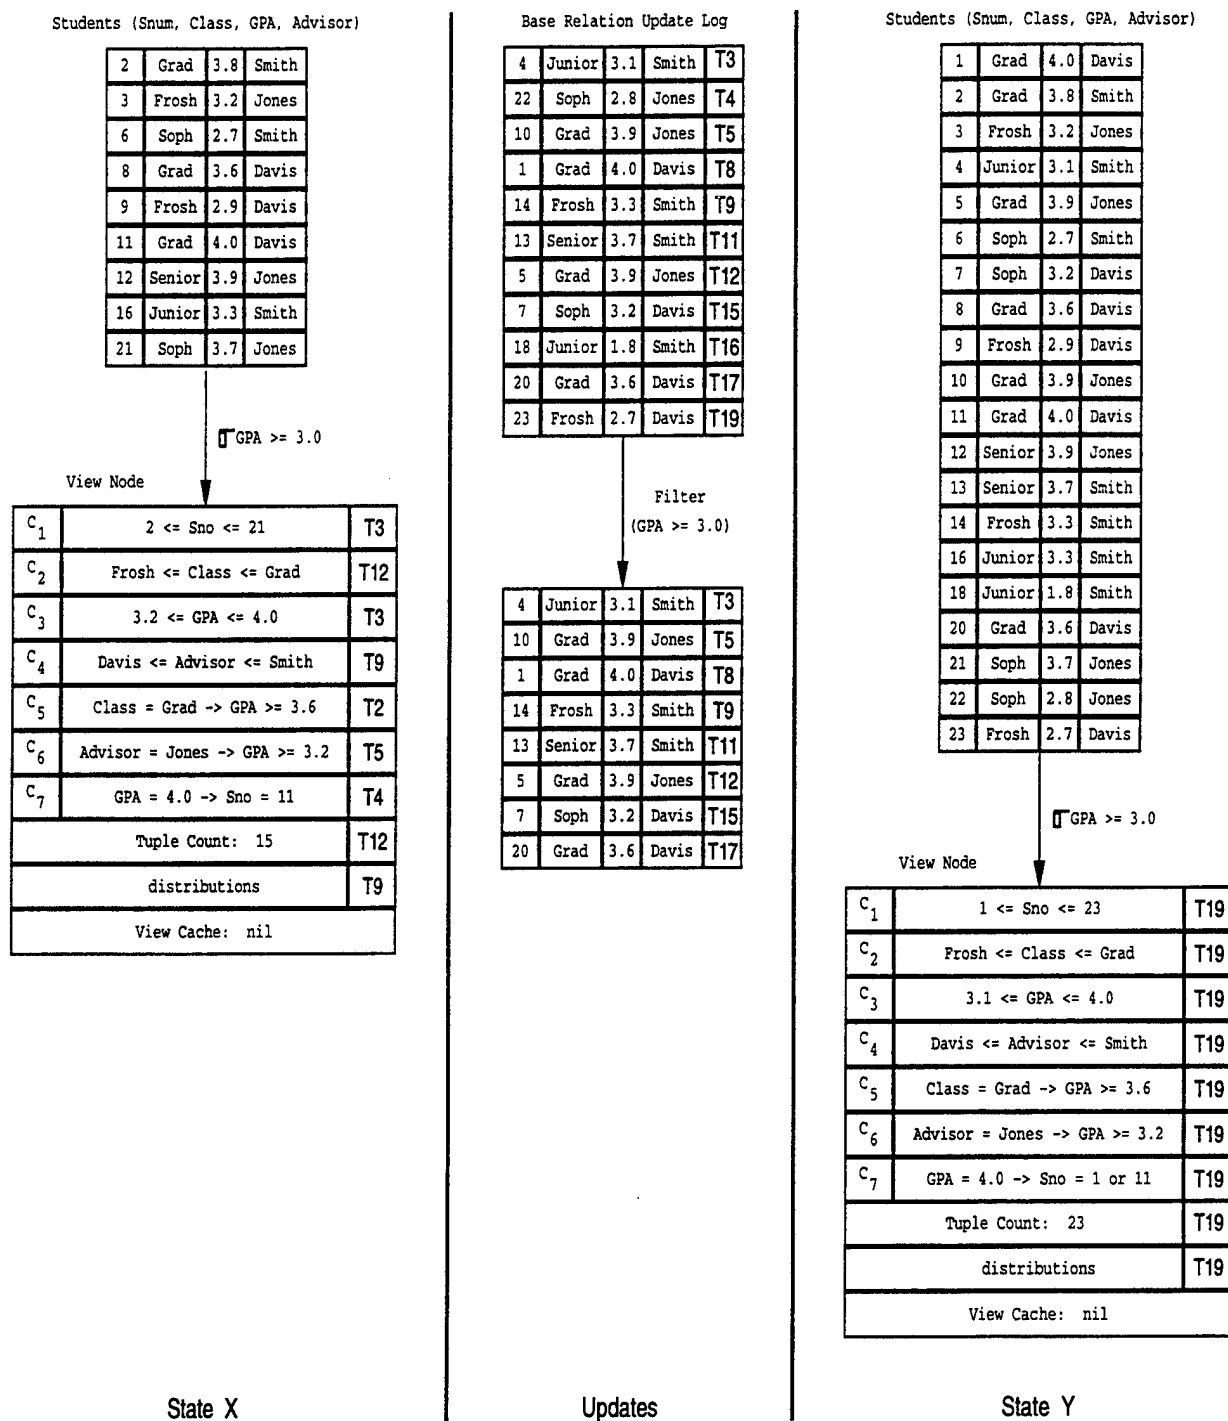 Students (Snum, Class, GPA, Advisor)
2 Grad 3.8 Smith
3 Frosh 3.2 Jones
6 Soph 2.7 Smith
8 Grad 3.6 Davis
9 Frosh 2.9 Davis
11 Grad 4.0 Davis
12 Senior 3.9 Jones
16 Junior 3.3 Smith
21 Soph 3.7 Jones
σ GPA >= 3.0
View Node
C1 2 <= Sno <= 21 T3
C2 Frosh <= Class <= Grad T12
C3 3.2 <= GPA <= 4.0 T3
C4 Davis <= Advisor <= Smith T9
C5 Class = Grad -> GPA >= 3.6 T2
C6 Advisor = Jones -> GPA >= 3.2 T5
C7 GPA = 4.0 -> Sno = 11 T4
Tuple Count: 15 T12
distributions T9
View Cache: nil
State X
Base Relation Update Log
4 Junior 3.1 Smith T3
22 Soph 2.8 Jones T4
10 Grad 3.9 Jones T5
1 Grad 4.0 Davis T8
14 Frosh 3.3 Smith T9
13 Senior 3.7 Smith T11
5 Grad 3.9 Jones T12
7 Soph 3.2 Davis T15
18 Junior 1.8 Smith T16
20 Grad 3.6 Davis T17
23 Frosh 2.7 Davis T19
Filter
(GPA >= 3.0)
4 Junior 3.1 Smith T3
10 Grad 3.9 Jones T5
1 Grad 4.0 Davis T8
14 Frosh 3.3 Smith T9
13 Senior 3.7 Smith T11
5 Grad 3.9 Jones T12
7 Soph 3.2 Davis T15
20 Grad 3.6 Davis T17
Updates
Students (Snum, Class, GPA, Advisor)
1 Grad 4.0 Davis
2 Grad 3.8 Smith
3 Frosh 3.2 Jones
4 Junior 3.1 Smith
5 Grad 3.9 Jones
6 Soph 2.7 Smith
7 Soph 3.2 Davis
8 Grad 3.6 Davis
9 Frosh 2.9 Davis
10 Grad 3.9 Jones
11 Grad 4.0 Davis
12 Senior 3.9 Jones
13 Senior 3.7 Smith
14 Frosh 3.3 Smith
16 Junior 3.3 Smith
18 Junior 1.8 Smith
20 Grad 3.6 Davis
21 Soph 3.7 Jones
22 Soph 2.8 Jones
23 Frosh 2.7 Davis
σ GPA >= 3.0
View Node
C1 1 <= Sno <= 23 T19
C2 Frosh <= Class <= Grad T19
C3 3.1 <= GPA <= 4.0 T19
C4 Davis <= Advisor <= Smith T19
C5 Class = Grad -> GPA >= 3.6 T19
C6 Advisor = Jones -> GPA >= 3.2 T19
C7 GPA = 4.0 -> Sno = 1 or 11 T19
Tuple Count: 23 T19
distributions T19
View Cache: nil
State Y